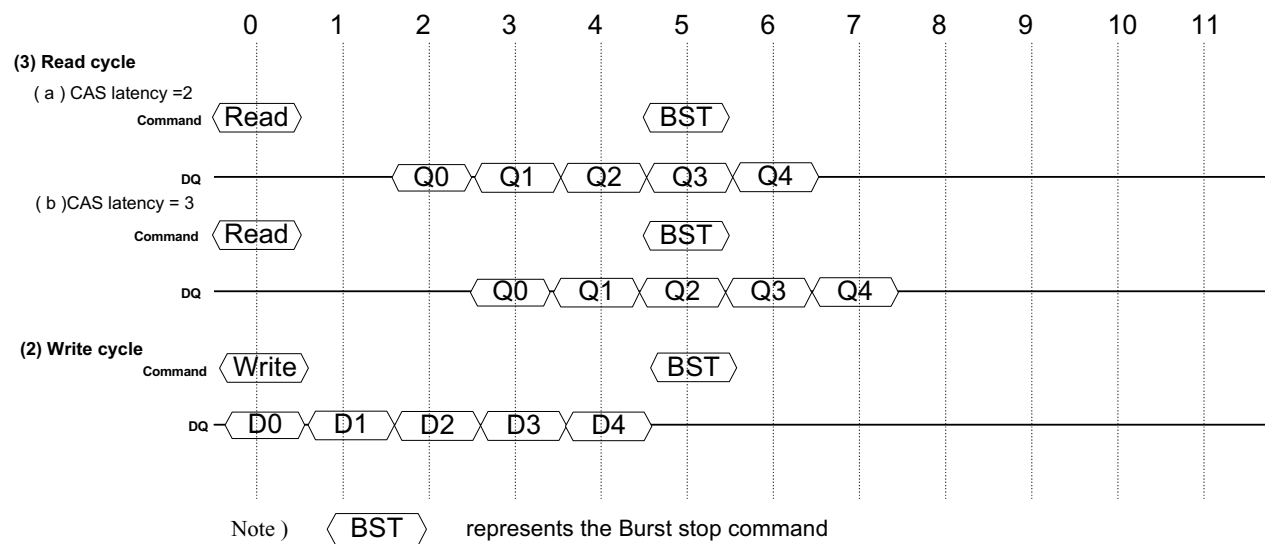 0 1 2 3 4 5 6 7 8 9 10 11
(3) Read cycle
( a ) CAS latency =2
Command Read BST
DQ Q0 Q1 Q2 Q3 Q4
( b )CAS latency = 3
Command Read BST
DQ Q0 Q1 Q2 Q3 Q4
(2) Write cycle
Command Write BST
DQ D0 D1 D2 D3 D4
Note ) BST represents the Burst stop command